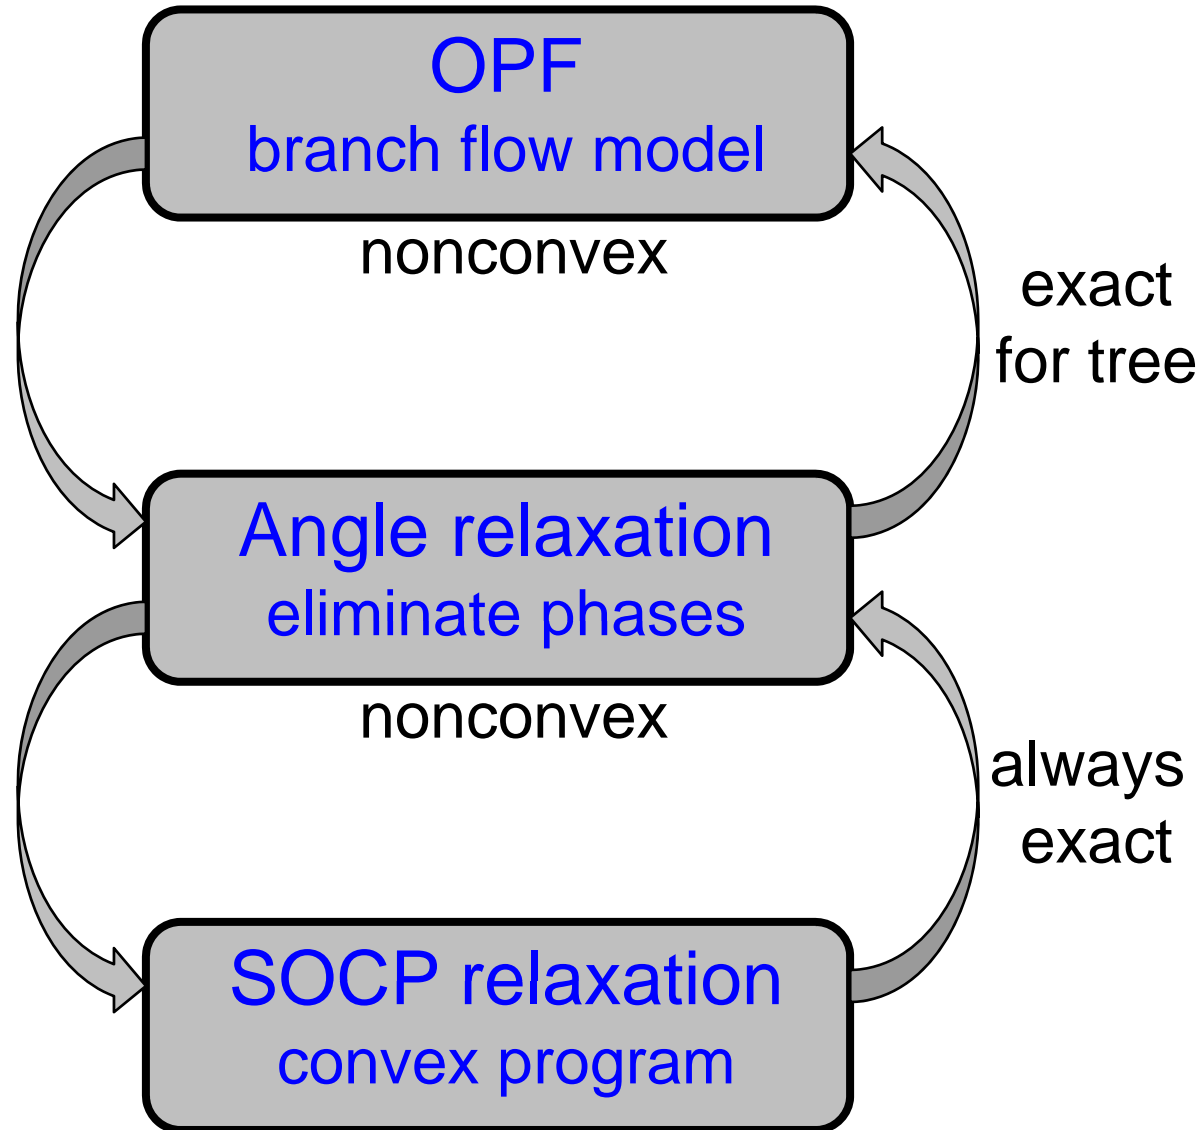 OPF
branch flow model
nonconvex
exact
for tree
Angle relaxation
eliminate phases
nonconvex
always
exact
SOCP relaxation
convex program